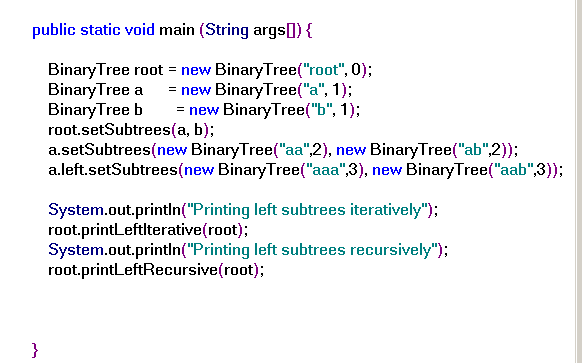 public static void main (String args[]) {
BinaryTree root = new BinaryTree("root", 0);
BinaryTree a = new BinaryTree("a", 1);
BinaryTree b = new BinaryTree("b", 1);
root.setSubtrees(a, b);
a.setSubtrees(new BinaryTree("aa",2), new BinaryTree("ab",2));
a.left.setSubtrees(new BinaryTree("aaa",3), new BinaryTree("aab",3));
System.out.println("Printing left subtrees iteratively");
root.printLeftIterative(root);
System.out.println("Printing left subtrees recursively");
root.printLeftRecursive(root);
}